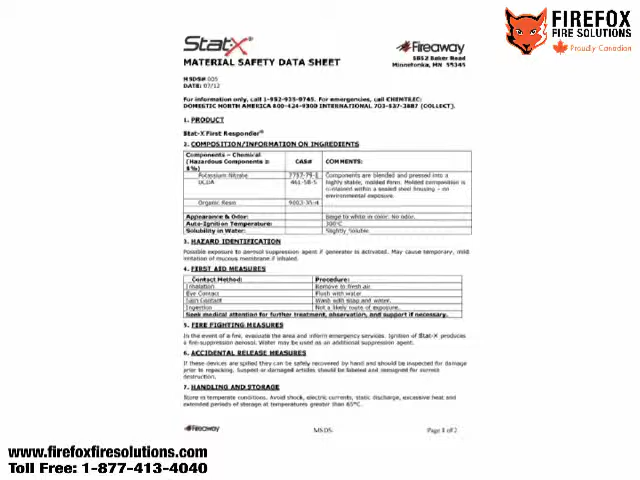 FIREFOX
FIRE SOLUTIONS
Proudly Canadian
Stat-X®
Fireaway
MATERIAL SAFETY DATA SHEET
5852 Baker Road
Minnetonka, MN 55345
MSDS# 005
DATE: 07/12
For information only, call 1-952-935-9745. For emergencies, call CHEMTREC:
DOMESTIC NORTH AMERICA 800-424-9300 INTERNATIONAL 703-527-3887 (COLLECT).
1. PRODUCT
Stat-X First Responder®
2. COMPOSITION/INFORMATION ON INGREDIENTS
Components – Chemical
(Hazardous Components ≥
1%)
CAS#
COMMENTS:
Potassium Nitrate
7757-79-1
Components are blended and pressed into a
DCDA
461-58-5
highly stable, molded form. Molded composition is
contained within a sealed steel housing – no
environmental exposure.
Organic Resin
9003-35-4
Appearance & Odor:
Beige to white in color. No odor.
Auto-Ignition Temperature:
300°C
Solubility in Water:
Slightly Soluble
3. HAZARD IDENTIFICATION
Possible exposure to aerosol suppression agent if generator is activated. May cause temporary, mild
irritation of mucous membrane if inhaled.
4. FIRST AID MEASURES
Contact Method:
Procedure:
Inhalation
Remove to fresh air
Eye Contact
Flush with water
Skin Contact
Wash with soap and water.
Ingestion
Not a likely route of exposure.
Seek medical attention for further treatment, observation, and support if necessary.
5. FIRE FIGHTING MEASURES
In the event of a fire, evacuate the area and inform emergency services. Ignition of Stat-X produces
a fire-suppression aerosol. Water may be used as an additional suppression agent.
6. ACCIDENTAL RELEASE MEASURES
If these devices are spilled they can be safely recovered by hand and should be inspected for damage
prior to repacking. Suspect or damaged articles should be labeled and consigned for correct
destruction.
7. HANDLING AND STORAGE
Store in temperate conditions. Avoid shock, electric currents, static discharge, excessive heat and
extended periods of storage at temperatures greater than 65°C.
Fireaway
MSDS-
Page 1 of 2
www.firefoxfiresolutions.com
Toll Free: 1-877-413-4040